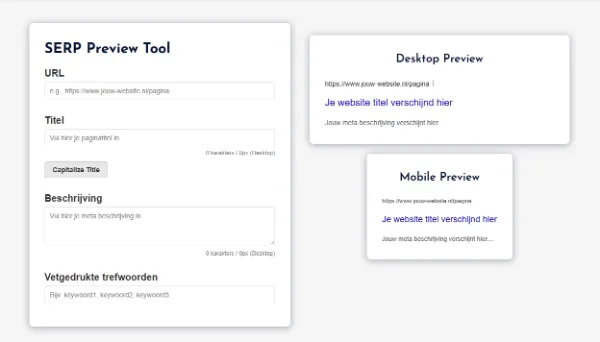 SERP Preview Tool
URL
e.g., https://www.jouw-website.nl/pagina
Titel
Vul hier je paginatitel in
0 karakters / 0px (Desktop)
Capitalize Title
Beschrijving
Vul hier je meta beschrijving in
0 karakters / 0px (Desktop)
Vetgedrukte trefwoorden
Bijv. keyword1, keyword2, keyword3
Desktop Preview
https://www.jouw-website.nl/pagina ⋮
Je website titel verschijnd hier
Jouw meta beschrijving verschijnt hier.
Mobile Preview
https://www.jouw-website.nl/pagina
Je website titel verschijnd hier
Jouw meta beschrijving verschijnt hier...